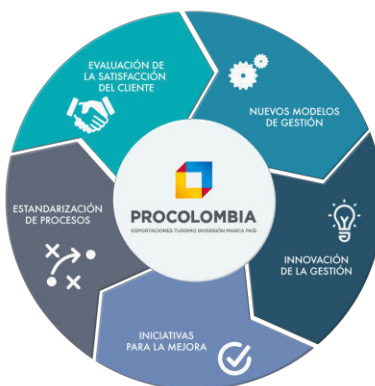 EVALUACIÓN DE
LA SATISFACCIÓN
DEL CLIENTE
NUEVOS MODELOS
DE GESTIÓN
PROCOLOMBIA
EXPORTACIONES TURISMO INVERSIÓN MARCA PAÍS
ESTANDARIZACIÓN
DE PROCESOS
INNOVACIÓN
DE LA GESTIÓN
INICIATIVAS
PARA LA MEJORA